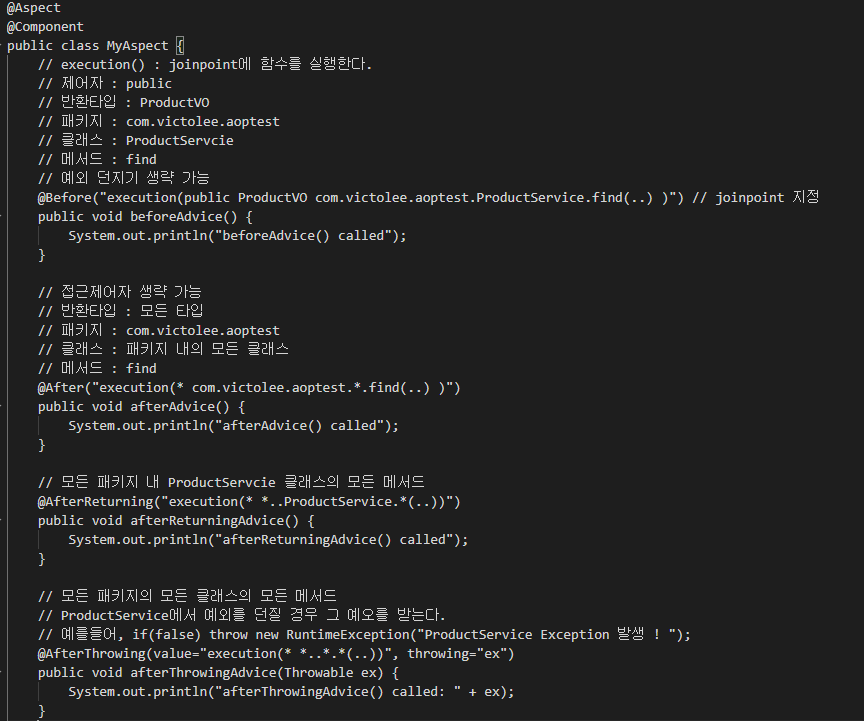 @Aspect
@Component
public class MyAspect {
// execution() : joinpoint에 함수를 실행한다.
// 제어자 : public
// 반환타입 : ProductVO
// 패키지 : com.victolee.aoptest
// 클래스 : ProductServcie
// 메서드 : find
// 예외 던지기 생략 가능
@Before("execution(public ProductVO com.victolee.aoptest.ProductService.find(..) )") // joinpoint 지정
public void beforeAdvice() {
System.out.println("beforeAdvice() called");
}
// 접근제어자 생략 가능
// 반환타입 : 모든 타입
// 패키지 : com.victolee.aoptest
// 클래스 : 패키지 내의 모든 클래스
// 메서드 : find
@After("execution(* com.victolee.aoptest.*.find(..) )")
public void afterAdvice() {
System.out.println("afterAdvice() called");
}
// 모든 패키지 내 ProductServcie 클래스의 모든 메서드
@AfterReturning("execution(* *..ProductService.*(..))")
public void afterReturningAdvice() {
System.out.println("afterReturningAdvice() called");
}
// 모든 패키지의 모든 클래스의 모든 메서드
// ProductService에서 예외를 던질 경우 그 예오를 받는다.
// 예를들어, if(false) throw new RuntimeException("ProductService Exception 발생 ! ");
@AfterThrowing(value="execution(* *..*.*(..))", throwing="ex")
public void afterThrowingAdvice(Throwable ex) {
System.out.println("afterThrowingAdvice() called: " + ex);
}